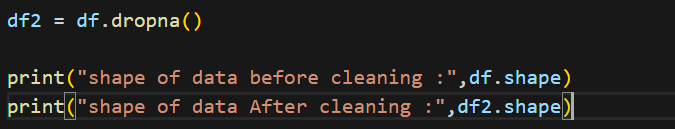 df2 = df.dropna()
print("shape of data before cleaning :",df.shape)
print("shape of data After cleaning :",df2.shape)